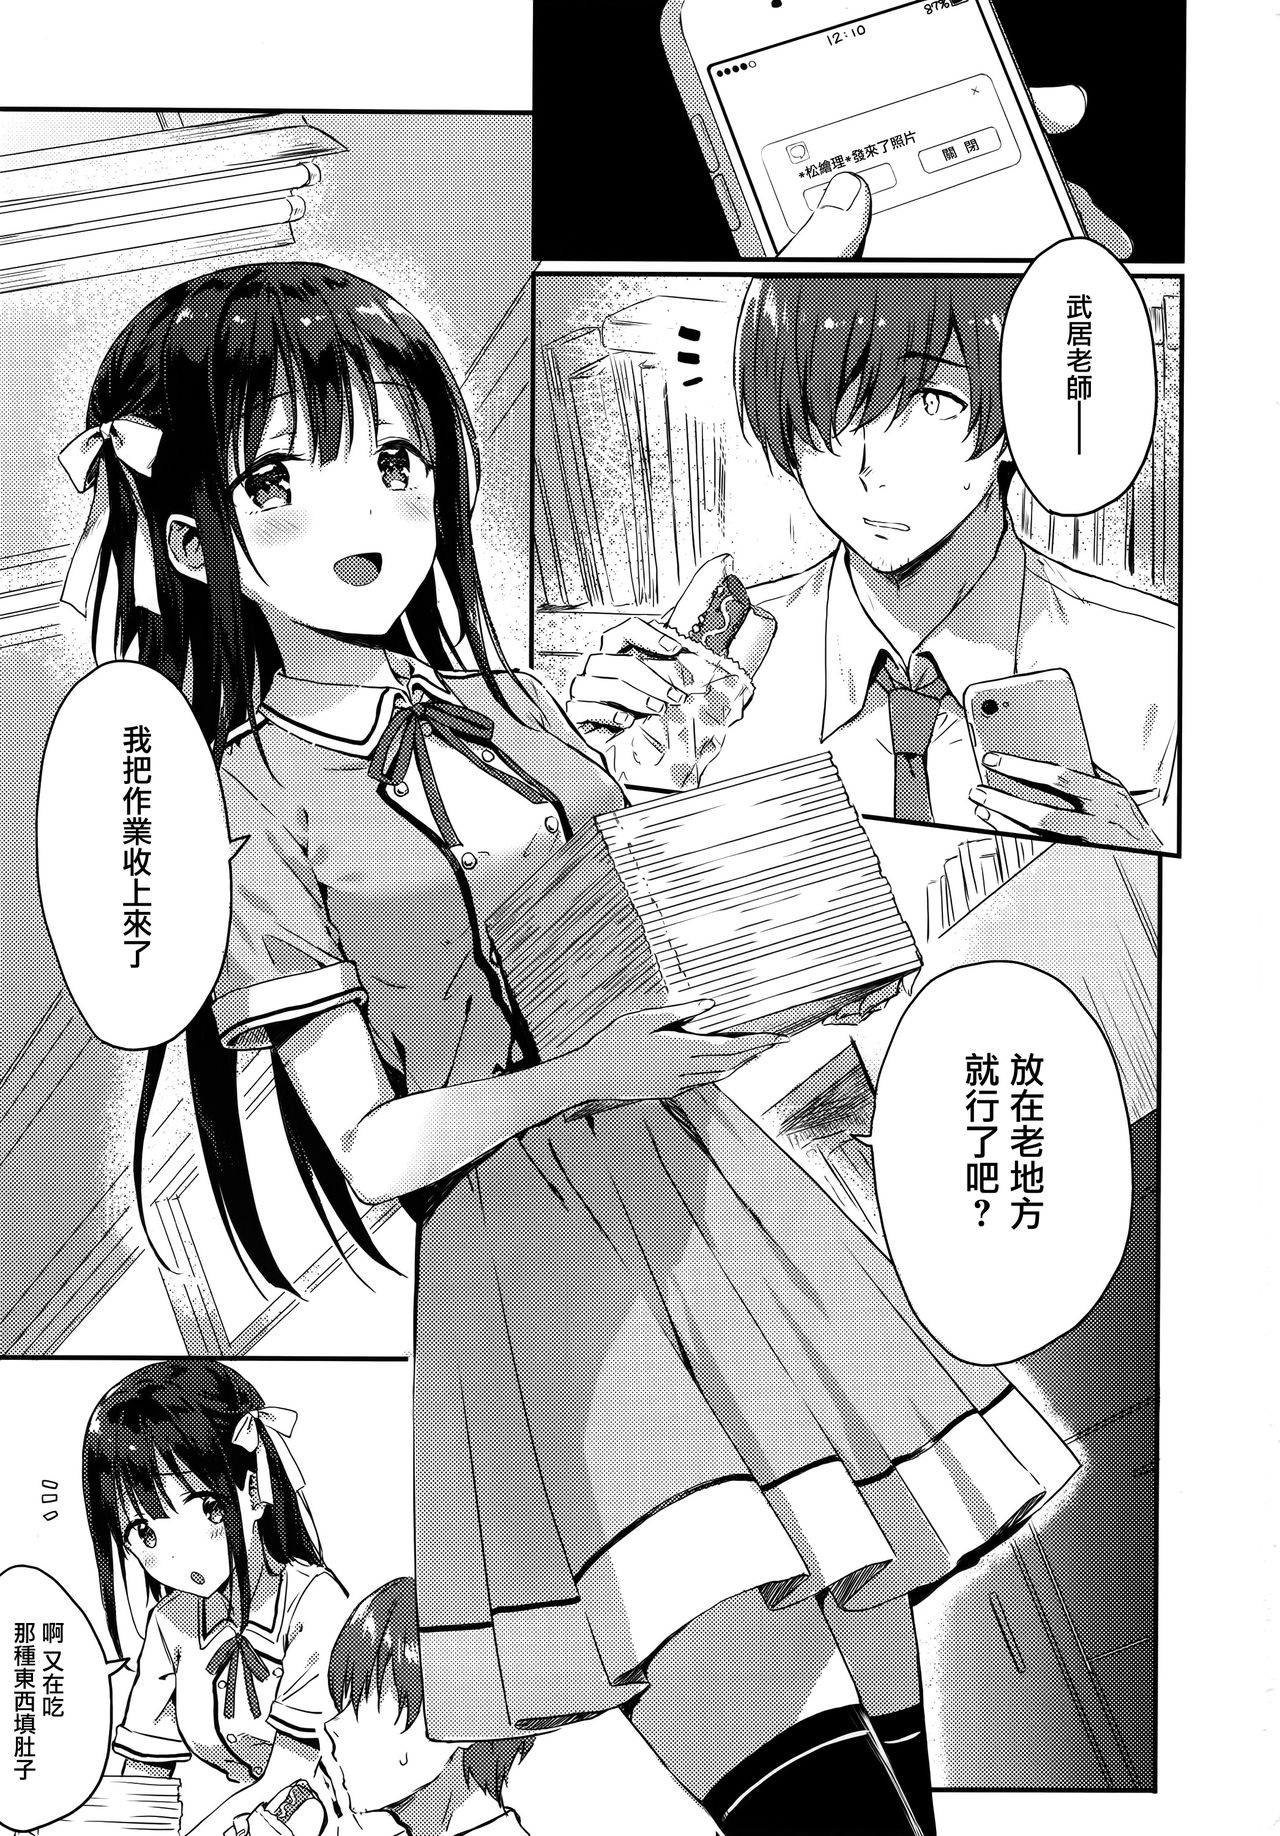 87%
12:10
*松繪理*發來了照片
關閉
武居老師——
我把作業收上來了
放在老地方
就行了吧？
啊 又在吃
那種東西填肚子